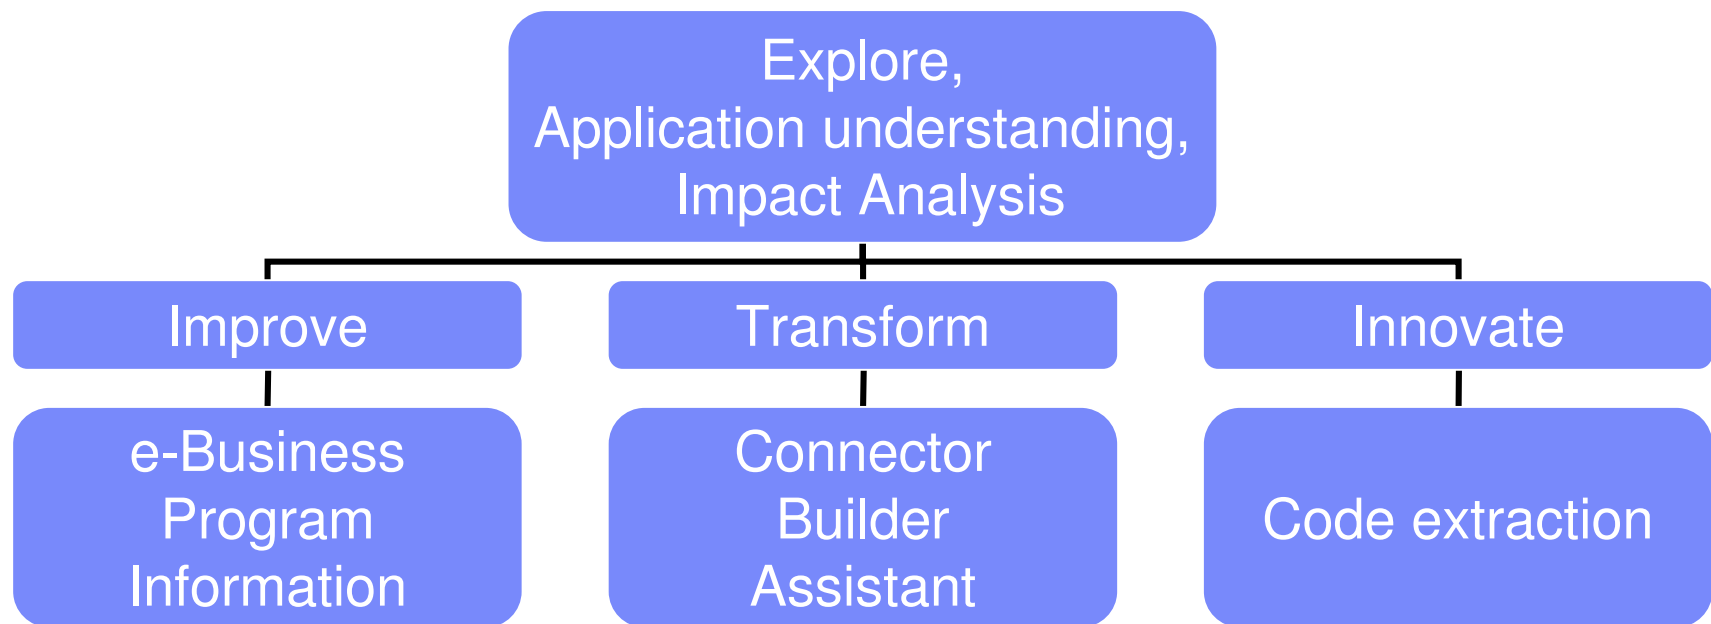 Explore,
Application understanding,
Impact Analysis
Improve
Transform
Innovate
e-Business
Program
Information
Connector
Builder
Assistant
Code extraction